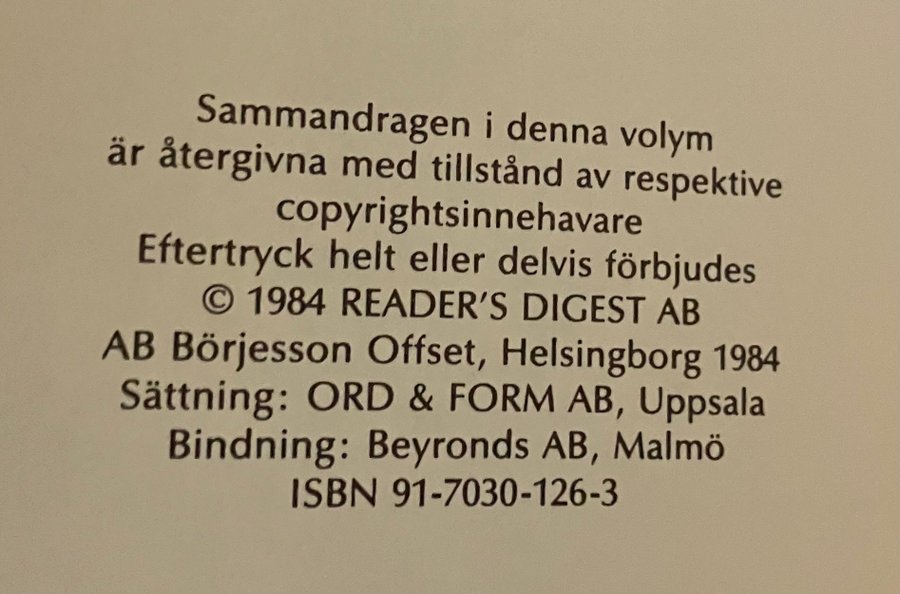 Sammandragen i denna volym
är återgivna med tillstånd av respektive
copyrightsinnehavare
Eftertryck helt eller delvis förbjudes
© 1984 READER'S DIGEST AB
AB Börjesson Offset, Helsingborg 1984
Sättning: ORD & FORM AB, Uppsala
Bindning: Beyronds AB, Malmö
ISBN 91-7030-126-3